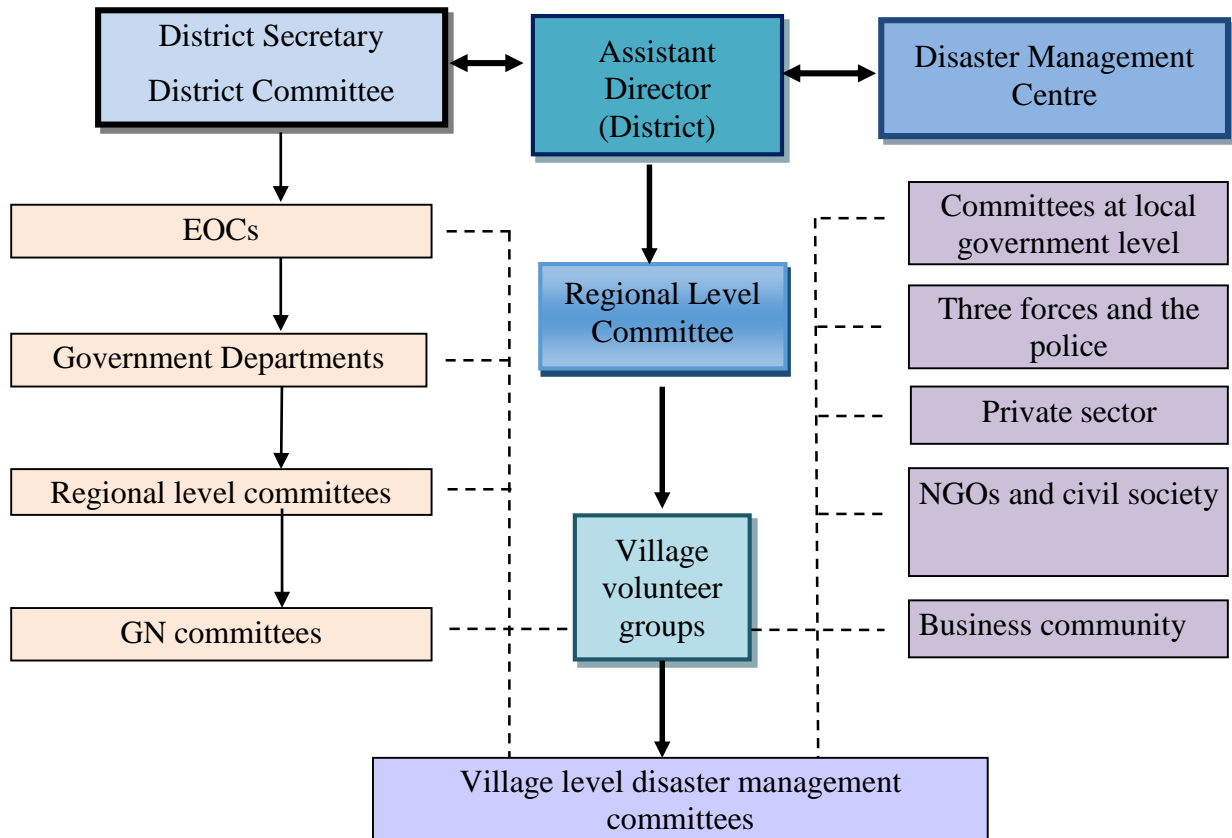 District Secretary
District Committee
Assistant
Director
(District)
Disaster Management
Centre
EOCs
Government Departments
Regional level committees
GN committees
Regional Level
Committee
Village
volunteer
groups
Committees at local
government level
Three forces and the
police
Private sector
NGOs and civil society
Business community
Village level disaster management
committees